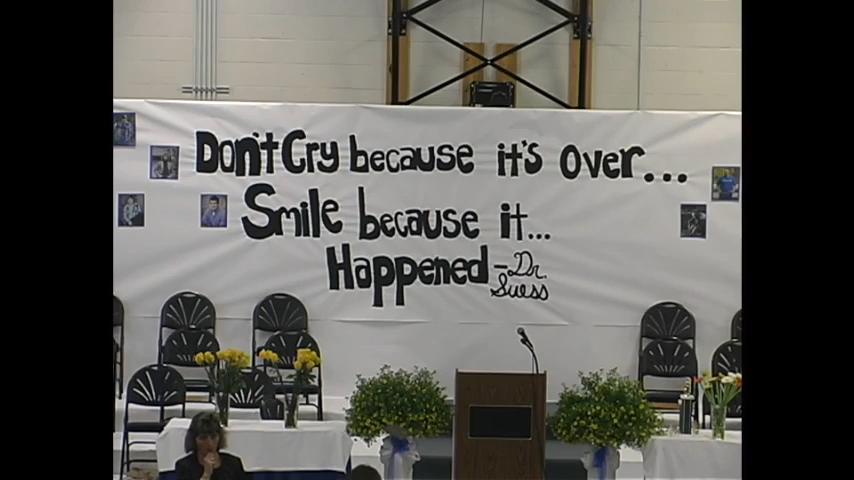 Don't Cry because it's over...
Smile because it...
Happened -Dr.
Suess